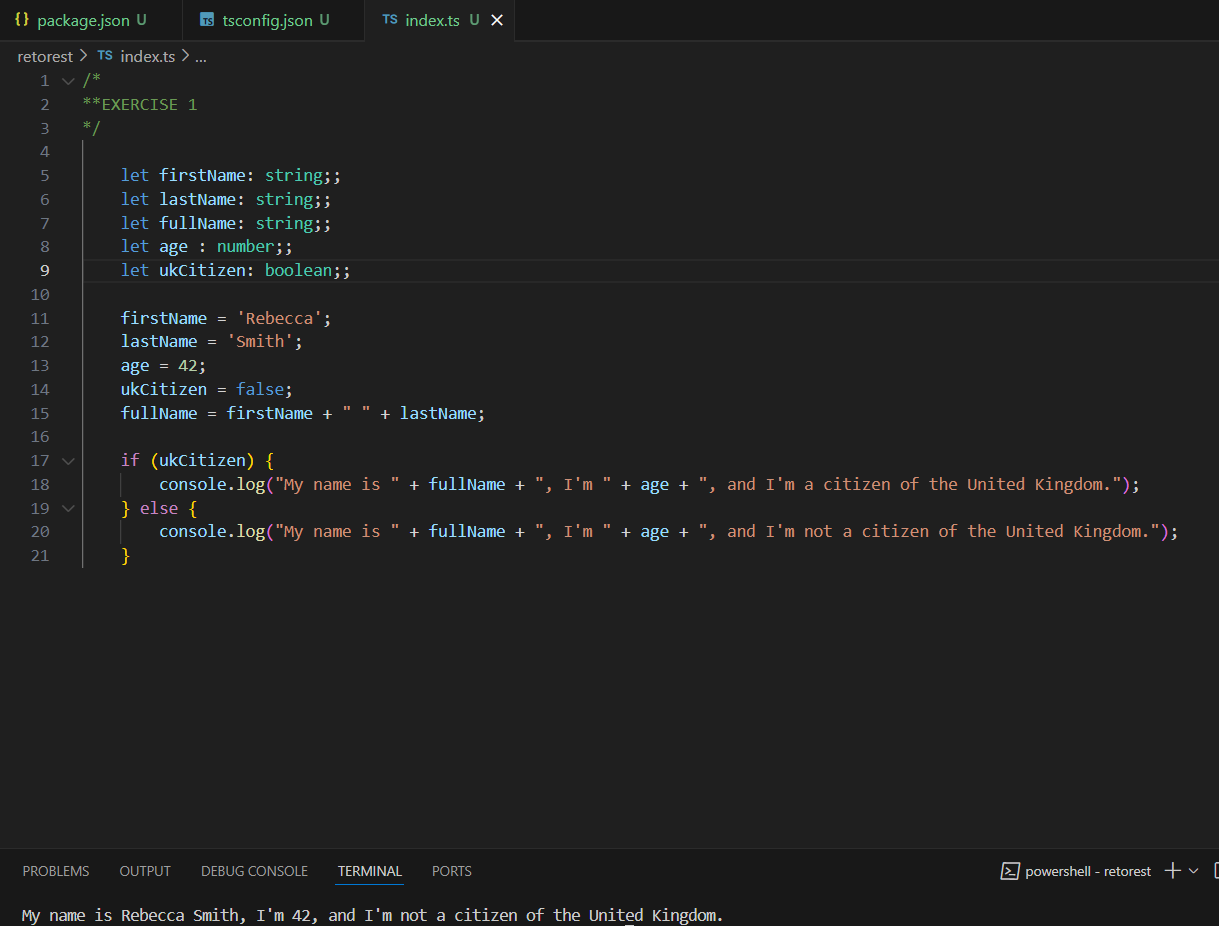 {} package.json U TS tsconfig.json U TS index.ts U
retorest > TS index.ts > ...
1 /*
2 **EXERCISE 1
3 */
4
5 let firstName: string;;
6 let lastName: string;;
7 let fullName: string;;
8 let age : number;;
9 let ukCitizen: boolean;;
10
11 firstName = 'Rebecca';
12 lastName = 'Smith';
13 age = 42;
14 ukCitizen = false;
15 fullName = firstName + " " + lastName;
16
17 if (ukCitizen) {
18 console.log("My name is " + fullName + ", I'm " + age + ", and I'm a citizen of the United Kingdom.");
19 } else {
20 console.log("My name is " + fullName + ", I'm " + age + ", and I'm not a citizen of the United Kingdom.");
21 }
PROBLEMS OUTPUT DEBUG CONSOLE TERMINAL PORTS powershell - retorest
My name is Rebecca Smith, I'm 42, and I'm not a citizen of the United Kingdom.